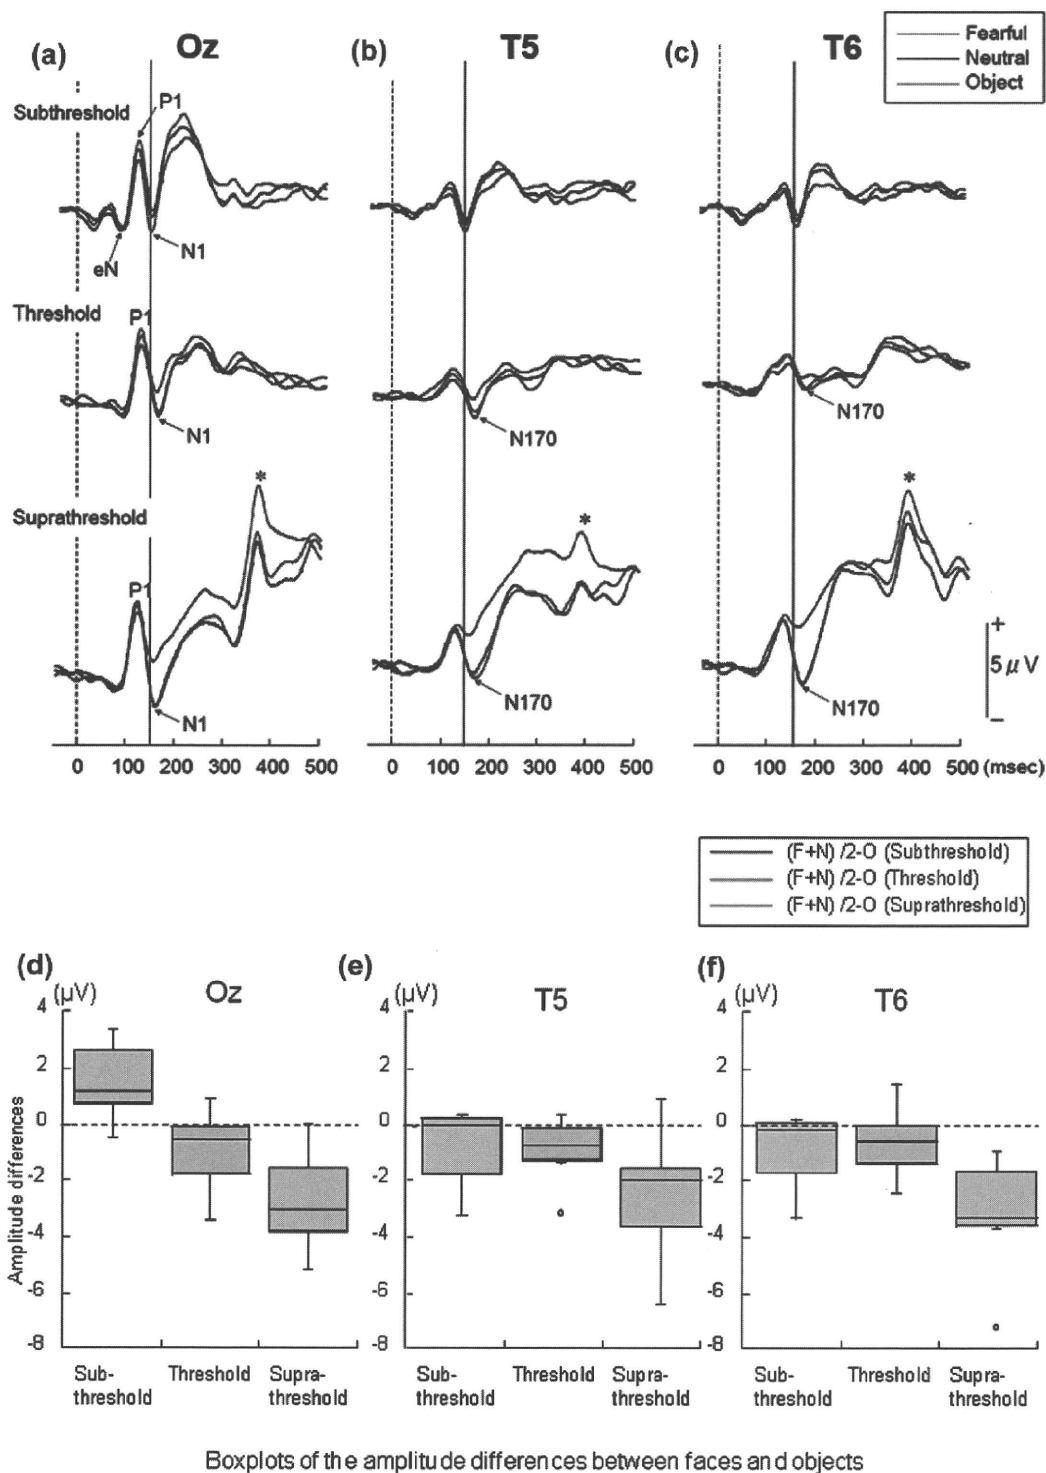 (a) Oz (b) T5 (c) T6
Fearful
Neutral
Object
Subthreshold
P1
eN
N1
Threshold
P1
N1
N170
N170
Suprathreshold
P1
*
*
*
N1
N170
N170
+
5 μ V
−
0 100 200 300 400 500
0 100 200 300 400 500
0 100 200 300 400 500 (msec)
(F+N) /2-O (Subthreshold)
(F+N) /2-O (Threshold)
(F+N) /2-O (Suprathreshold)
(d) (μV) Oz
(e) (μV) T5
(f) (μV) T6
Amplitude differences
4
2
0
-2
-4
-6
-8
4
2
0
-2
-4
-6
-8
4
2
0
-2
-4
-6
-8
Sub- Threshold Supra-
threshold threshold
Sub- Threshold Supra-
threshold threshold
Sub- Threshold Supra-
threshold threshold
Boxplots of the amplitude differences between faces and objects